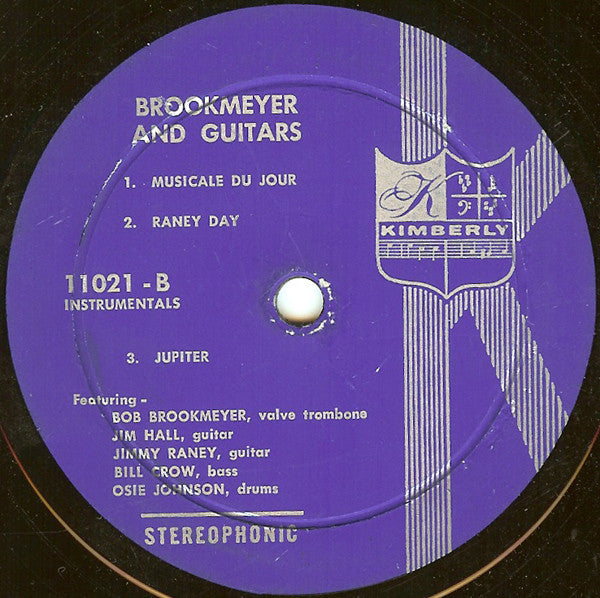 BROOKMEYER
AND GUITARS
1. MUSICALE DU JOUR
2. RANEY DAY
K
KIMBERLY
11021 - B
INSTRUMENTALS
3. JUPITER
Featuring -
BOB BROOKMEYER, valve trombone
JIM HALL, guitar
JIMMY RANEY, guitar
BILL CROW, bass
OSIE JOHNSON, drums
STEREOPHONIC